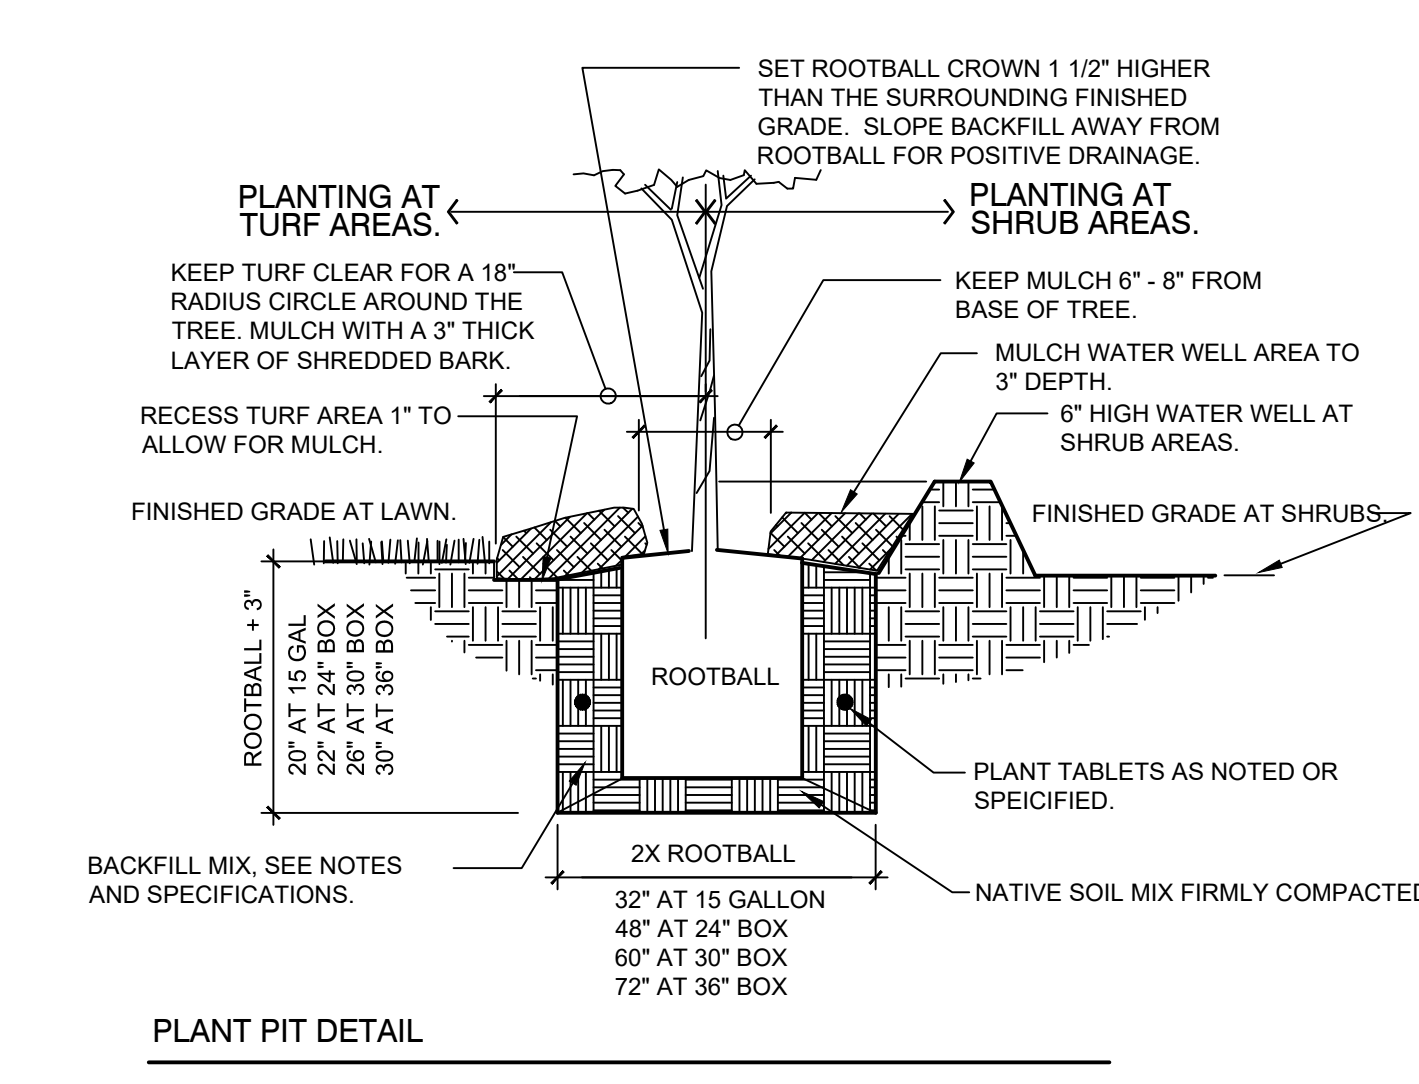 SET ROOTBALL CROWN 1 1/2" HIGHER
THAN THE SURROUNDING FINISHED
GRADE. SLOPE BACKFILL AWAY FROM
ROOTBALL FOR POSITIVE DRAINAGE.
PLANTING AT
TURF AREAS.
PLANTING AT
SHRUB AREAS.
KEEP TURF CLEAR FOR A 18"
RADIUS CIRCLE AROUND THE
TREE. MULCH WITH A 3" THICK
LAYER OF SHREDDED BARK.
KEEP MULCH 6" - 8" FROM
BASE OF TREE.
MULCH WATER WELL AREA TO
3" DEPTH.
RECESS TURF AREA 1" TO
ALLOW FOR MULCH.
6" HIGH WATER WELL AT
SHRUB AREAS.
FINISHED GRADE AT LAWN.
FINISHED GRADE AT SHRUBS.
ROOTBALL + 3"
20" AT 15 GAL
22" AT 24" BOX
26" AT 30" BOX
30" AT 36" BOX
ROOTBALL
PLANT TABLETS AS NOTED OR
SPEICIFIED.
BACKFILL MIX, SEE NOTES
AND SPECIFICATIONS.
2X ROOTBALL
32" AT 15 GALLON
48" AT 24" BOX
60" AT 30" BOX
72" AT 36" BOX
NATIVE SOIL MIX FIRMLY COMPACTED
PLANT PIT DETAIL